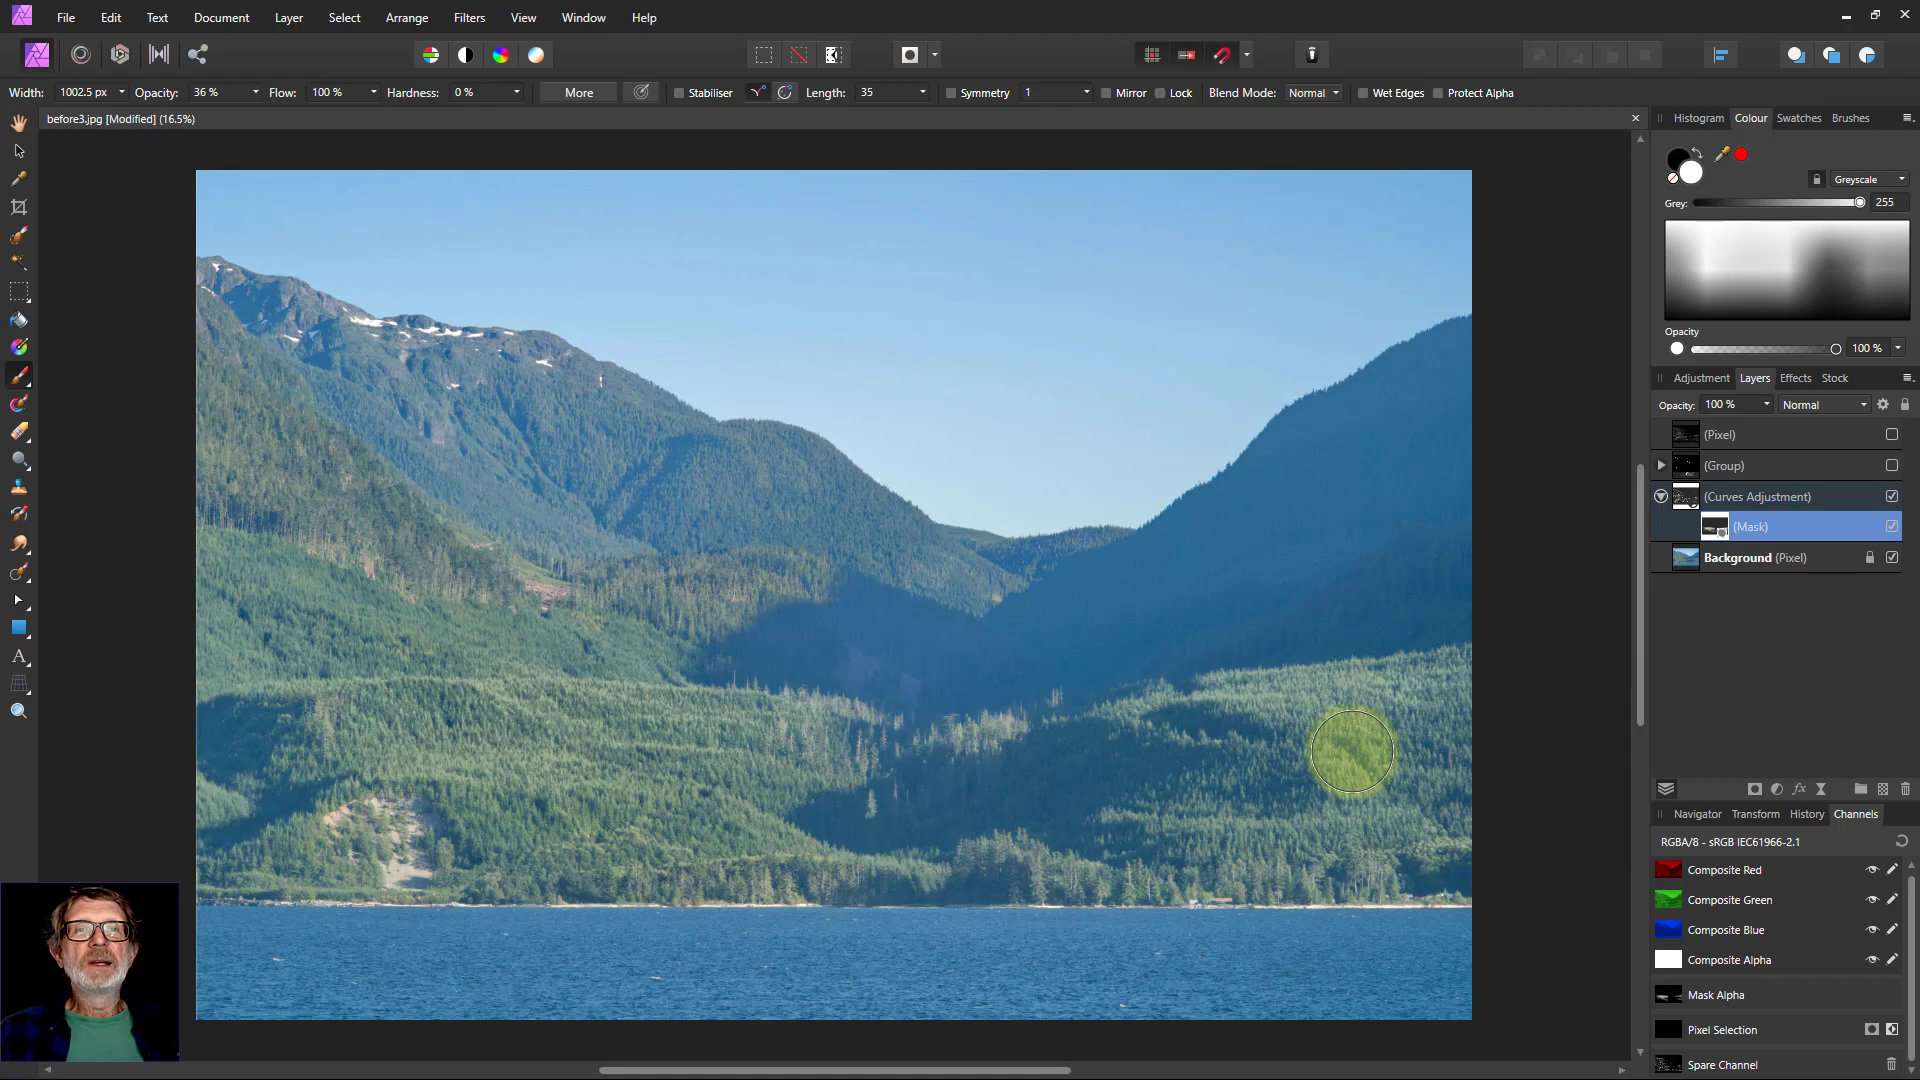 File Edit Text Document Layer Select Arrange Filters View Window Help
Width: 1002.5 px Opacity: 36 % Flow: 100 % Hardness: 0 % More Stabiliser Length: 35 Symmetry 1 Mirror Lock Blend Mode: Normal Wet Edges Protect Alpha
before3.jpg [Modified] (16.5%)
Histogram Colour Swatches Brushes
Greyscale
Grey: 255
Opacity
100 %
Adjustment Layers Effects Stock
Opacity: 100 % Normal
(Pixel)
(Group)
(Curves Adjustment)
(Mask)
Background (Pixel)
Navigator Transform History Channels
RGBA/8 - sRGB IEC61966-2.1
Composite Red
Composite Green
Composite Blue
Composite Alpha
Mask Alpha
Pixel Selection
Spare Channel